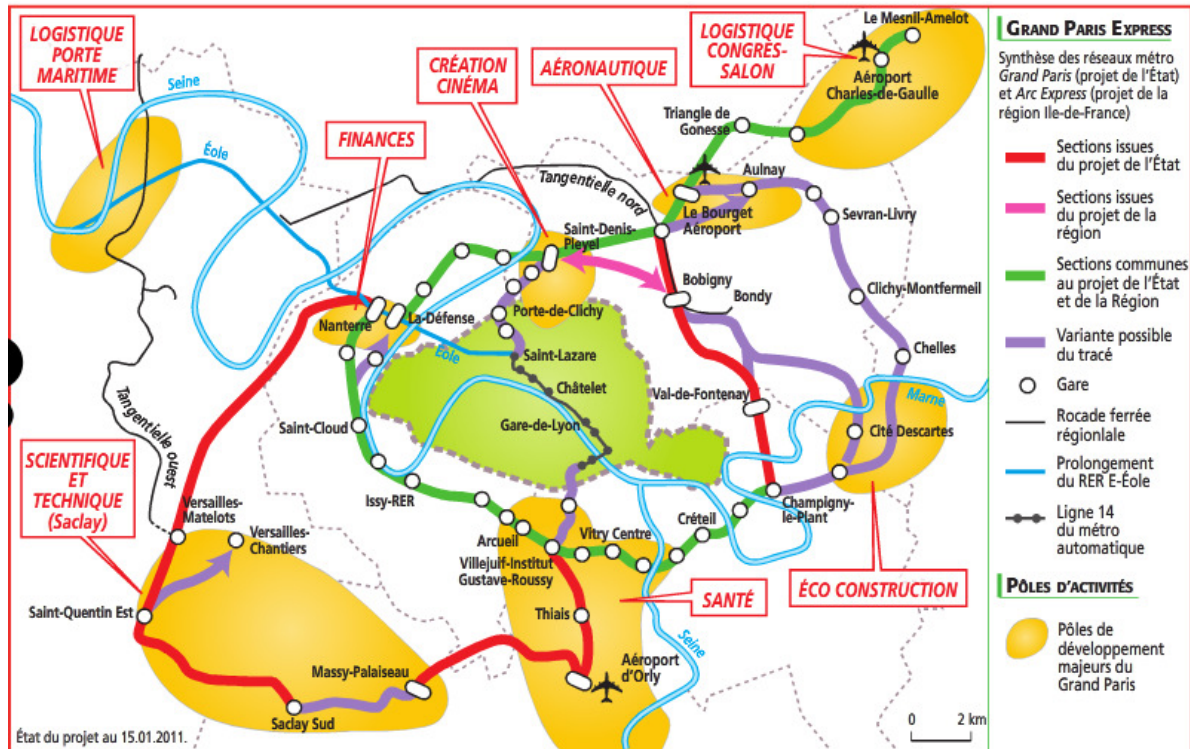 LOGISTIQUE
PORTE
MARITIME
Seine
Éole
FINANCES
CRÉATION
CINÉMA
AÉRONAUTIQUE
LOGISTIQUE
CONGRÈS-
SALON
Le Mesnil-Amelot
Aéroport
Charles-de-Gaulle
Triangle de
Gonesse
Tangentielle nord
Aulnay
Le Bourget
Aéroport
Sevran-Livry
Saint-Denis-
Pleyel
Bobigny
Bondy
Clichy-Montfermeil
Nanterre
La-Défense
Porte-de-Clichy
Éole
Saint-Lazare
Châtelet
Gare-de-Lyon
Chelles
Marne
Val-de-Fontenay
Cité Descartes
Tangentielle ouest
Saint-Cloud
Issy-RER
SCIENTIFIQUE
ET
TECHNIQUE
(Saclay)
Versailles-
Matelots
Versailles-
Chantiers
Arcueil
Vitry Centre
Créteil
Champigny-
le-Plant
Villejuif-Institut
Gustave-Roussy
ÉCO CONSTRUCTION
SANTÉ
Saint-Quentin Est
Thiais
Massy-Palaiseau
Aéroport
d'Orly
Seine
Saclay Sud
0 2 km
État du projet au 15.01.2011.
GRAND PARIS EXPRESS
Synthèse des réseaux métro
Grand Paris (projet de l'État)
et Arc Express (projet de la
région Ile-de-France)
Sections issues
du projet de l'État
Sections issues
du projet de la
région
Sections communes
au projet de l'État
et de la Région
Variante possible
du tracé
Gare
Rocade ferrée
régionlale
Prolongement
du RER E-Éole
Ligne 14
du métro
automatique
PÔLES D'ACTIVITÉS
Pôles de
développement
majeurs du
Grand Paris